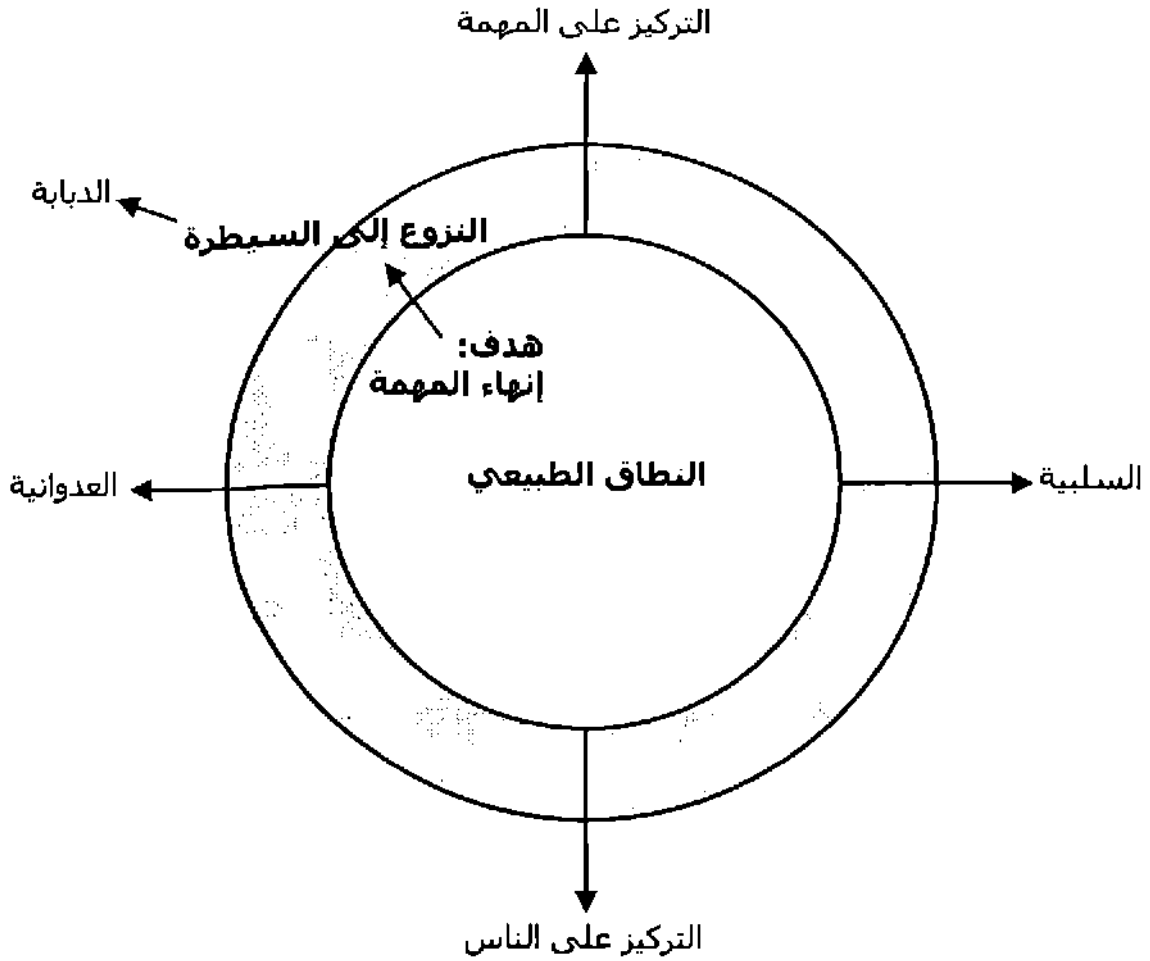 التركيز على المهمة
الدبابة
النزوع إلى السيطرة
هدف:
إنهاء المهمة
النطاق الطبيعي
السلبية
العدوانية
التركيز على الناس